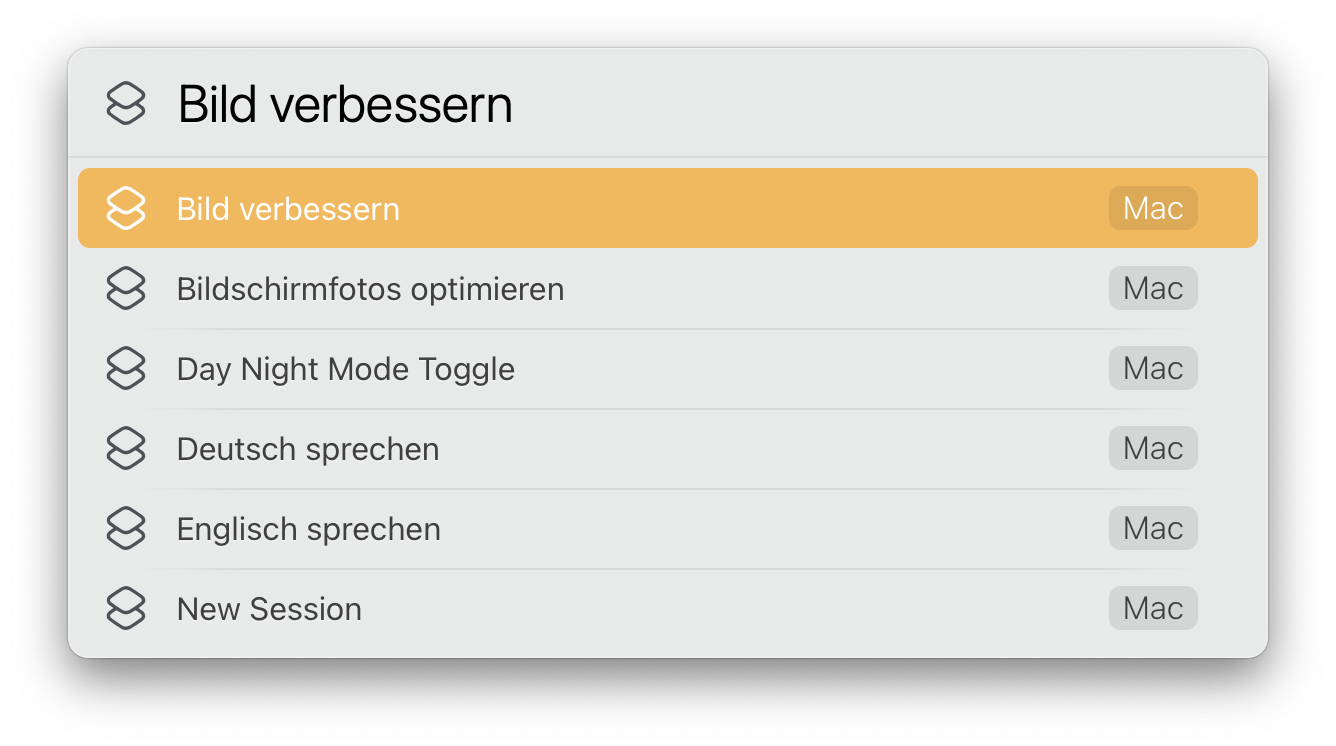 Bild verbessern
Bild verbessern Mac
Bildschirmfotos optimieren Mac
Day Night Mode Toggle Mac
Deutsch sprechen Mac
Englisch sprechen Mac
New Session Mac